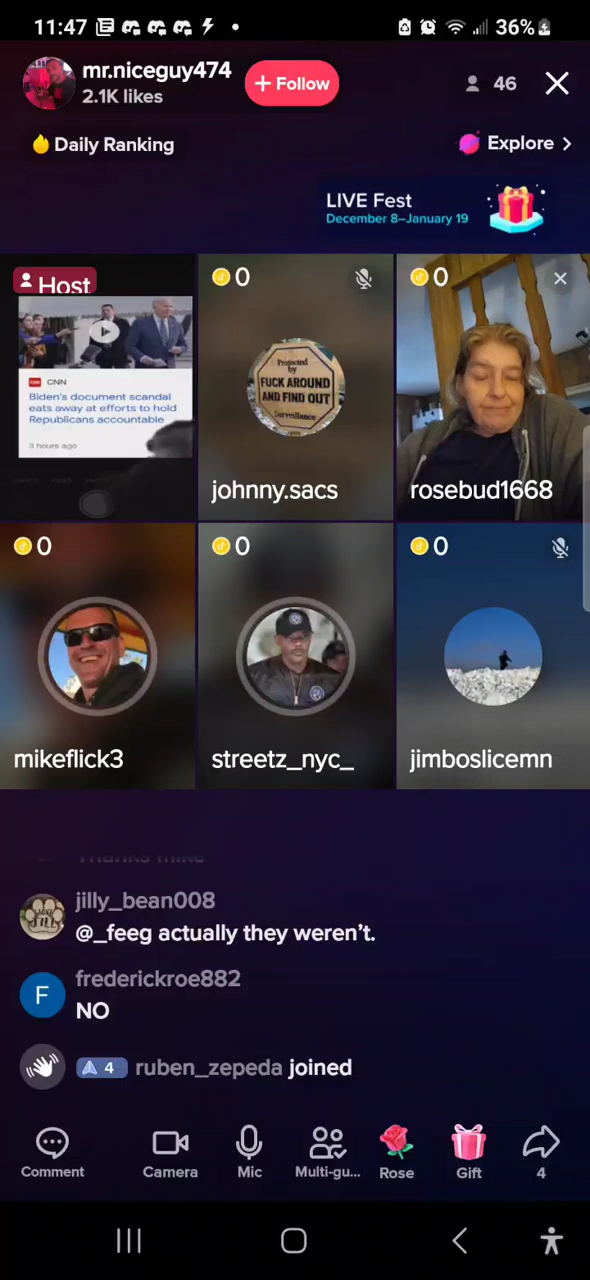 11:47 36%
mr.niceguy474
2.1K likes
+ Follow
46
Daily Ranking
Explore
LIVE Fest
December 8–January 19
Host
0
0
CNN
CNN
Biden's document scandal
eats away at efforts to hold
Republicans accountable
3 hours ago
Protected
by
FUCK AROUND
AND FIND OUT
Surveillance
johnny.sacs
rosebud1668
0
0
0
mikeflick3
streetz_nyc_
jimboslicemn
Thanks mike
jilly_bean008
@_feeg actually they weren't.
F
frederickroe882
NO
4 ruben_zepeda joined
Comment
Camera
Mic
Multi-gu...
Rose
Gift
4